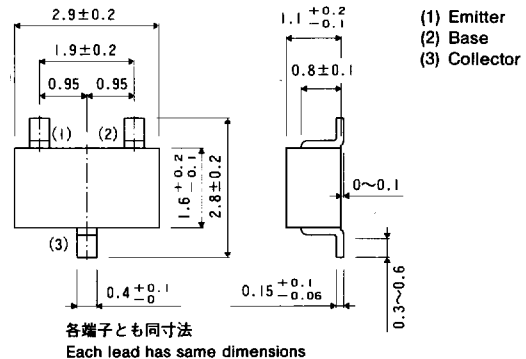 2.9±0.2
1.9±0.2
0.95 0.95
(1) (2)
(3)
1.6 +0.2 -0.1
2.8±0.2
0.4 +0.1 -0
各端子とも同寸法
Each lead has same dimensions
1.1 +0.2 -0.1
0.8±0.1
0~0.1
0.15 +0.1 -0.06
0.3~0.6
(1) Emitter
(2) Base
(3) Collector